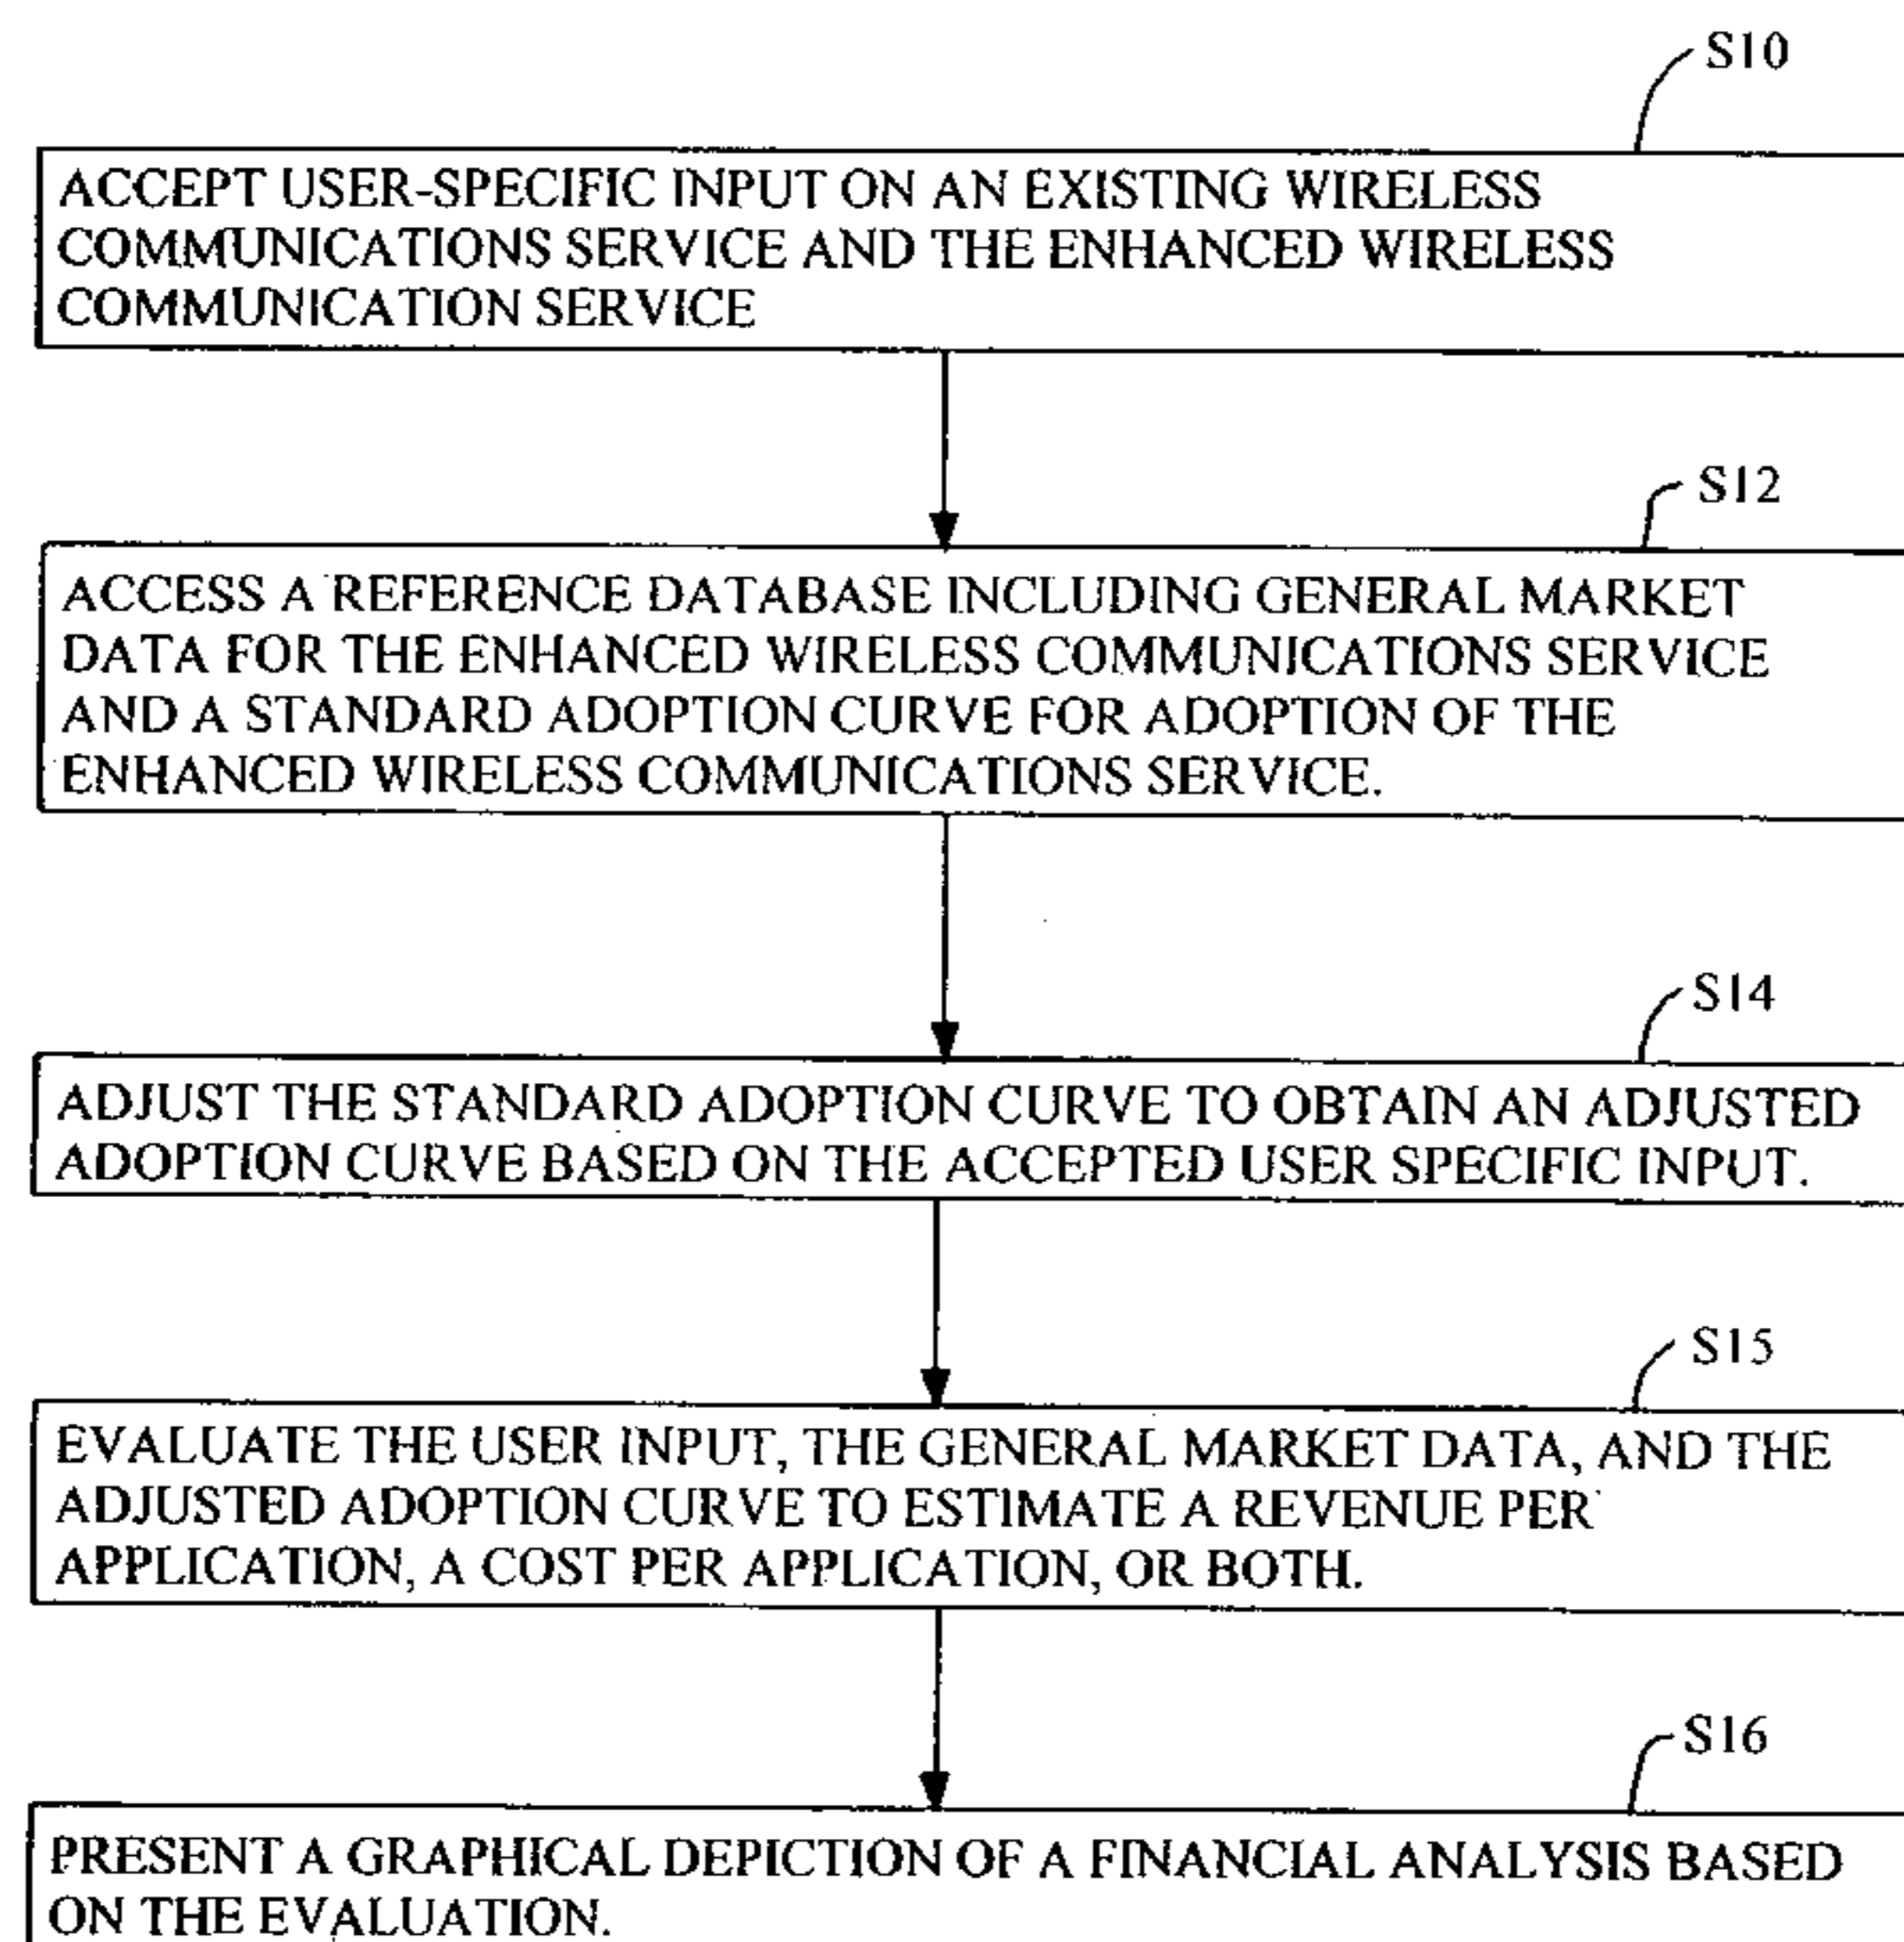 S10
ACCEPT USER-SPECIFIC INPUT ON AN EXISTING WIRELESS
COMMUNICATIONS SERVICE AND THE ENHANCED WIRELESS
COMMUNICATION SERVICE
S12
ACCESS A REFERENCE DATABASE INCLUDING GENERAL MARKET
DATA FOR THE ENHANCED WIRELESS COMMUNICATIONS SERVICE
AND A STANDARD ADOPTION CURVE FOR ADOPTION OF THE
ENHANCED WIRELESS COMMUNICATIONS SERVICE.
S14
ADJUST THE STANDARD ADOPTION CURVE TO OBTAIN AN ADJUSTED
ADOPTION CURVE BASED ON THE ACCEPTED USER SPECIFIC INPUT.
S15
EVALUATE THE USER INPUT, THE GENERAL MARKET DATA, AND THE
ADJUSTED ADOPTION CURVE TO ESTIMATE A REVENUE PER
APPLICATION, A COST PER APPLICATION, OR BOTH.
S16
PRESENT A GRAPHICAL DEPICTION OF A FINANCIAL ANALYSIS BASED
ON THE EVALUATION.